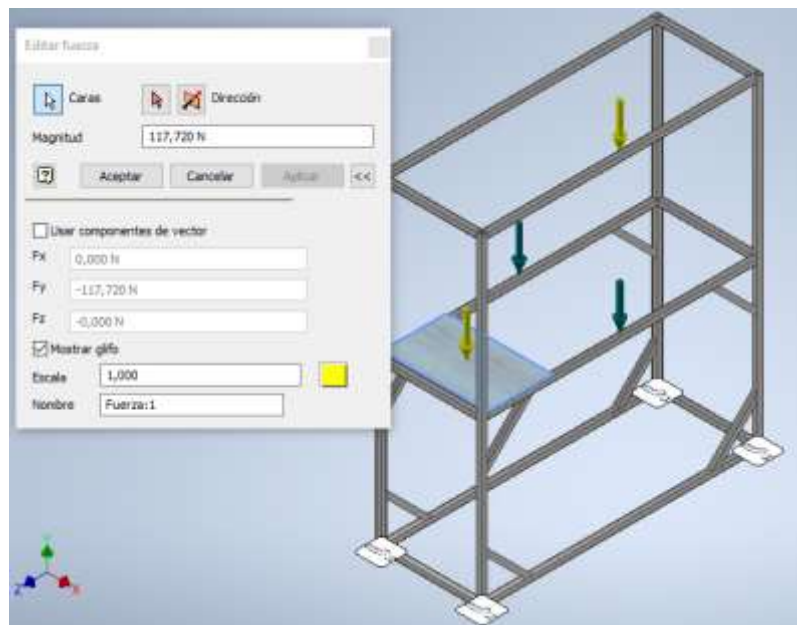 Editar fuerza
Caras Dirección
Magnitud 117,720 N
Aceptar Cancelar Aplicar <<
Usar componentes de vector
Fx 0,000 N
Fy -117,720 N
Fz -0,000 N
Mostrar glifo
Escala 1,000
Nombre Fuerza:1
Z X